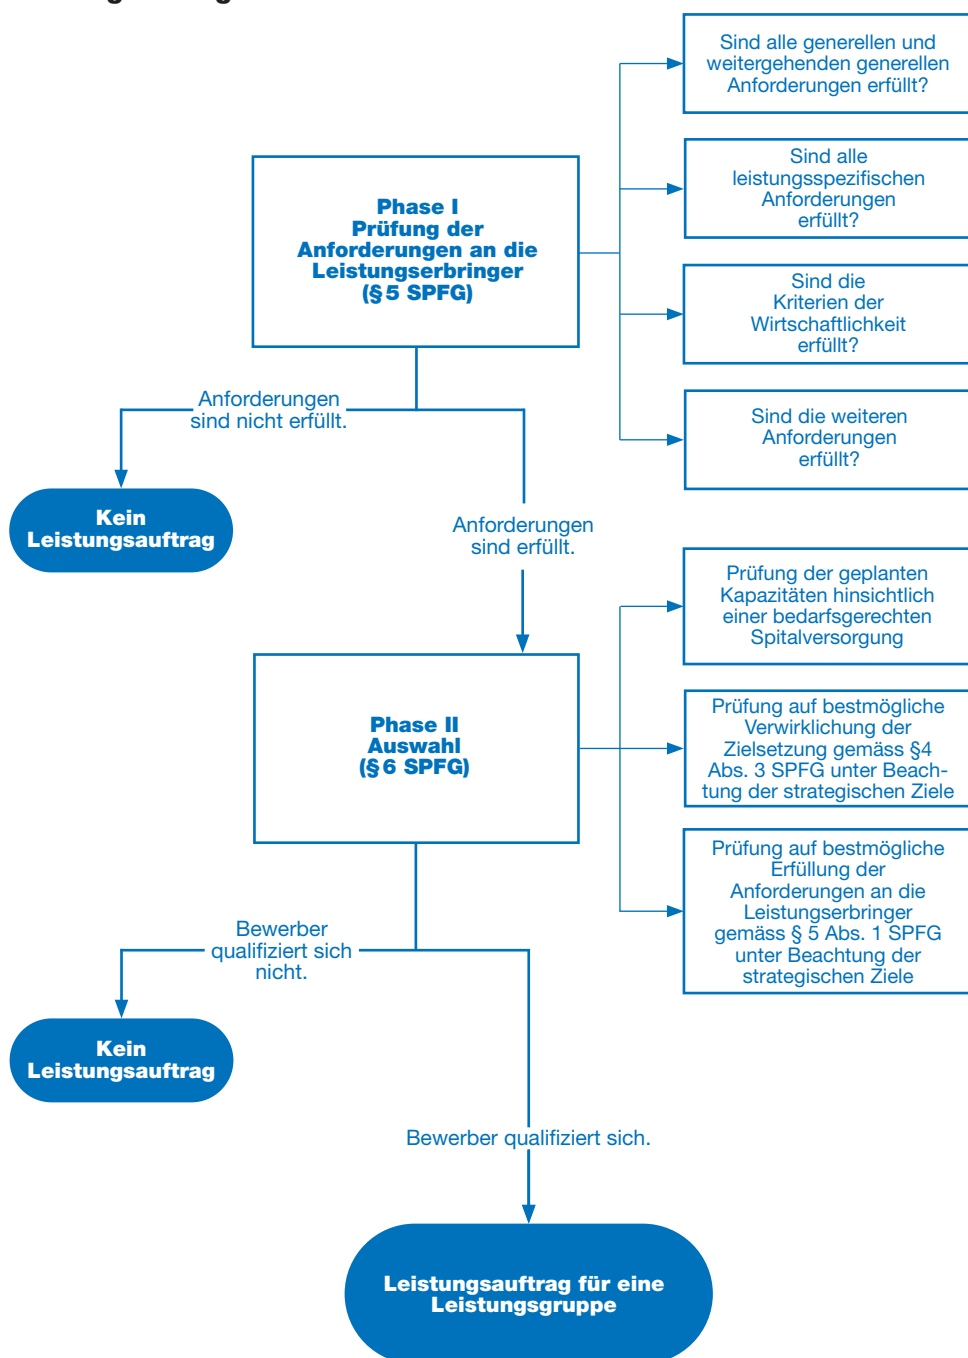 Sind alle generellen und
weitergehenden generellen
Anforderungen erfüllt?
Sind alle
leistungsspezifischen
Anforderungen
erfüllt?
Phase I
Prüfung der
Anforderungen an die
Leistungserbringer
(§ 5 SPFG)
Sind die
Kriterien der
Wirtschaftlichkeit
erfüllt?
Sind die weiteren
Anforderungen
erfüllt?
Anforderungen
sind nicht erfüllt.
Kein
Leistungsauftrag
Anforderungen
sind erfüllt.
Prüfung der geplanten
Kapazitäten hinsichtlich
einer bedarfsgerechten
Spitalversorgung
Phase II
Auswahl
(§ 6 SPFG)
Prüfung auf bestmögliche
Verwirklichung der
Zielsetzung gemäss §4
Abs. 3 SPFG unter Beach-
tung der strategischen Ziele
Prüfung auf bestmögliche
Erfüllung der
Anforderungen an die
Leistungserbringer
gemäss § 5 Abs. 1 SPFG
unter Beachtung der
strategischen Ziele
Bewerber
qualifiziert sich
nicht.
Kein
Leistungsauftrag
Bewerber qualifiziert sich.
Leistungsauftrag für eine
Leistungsgruppe